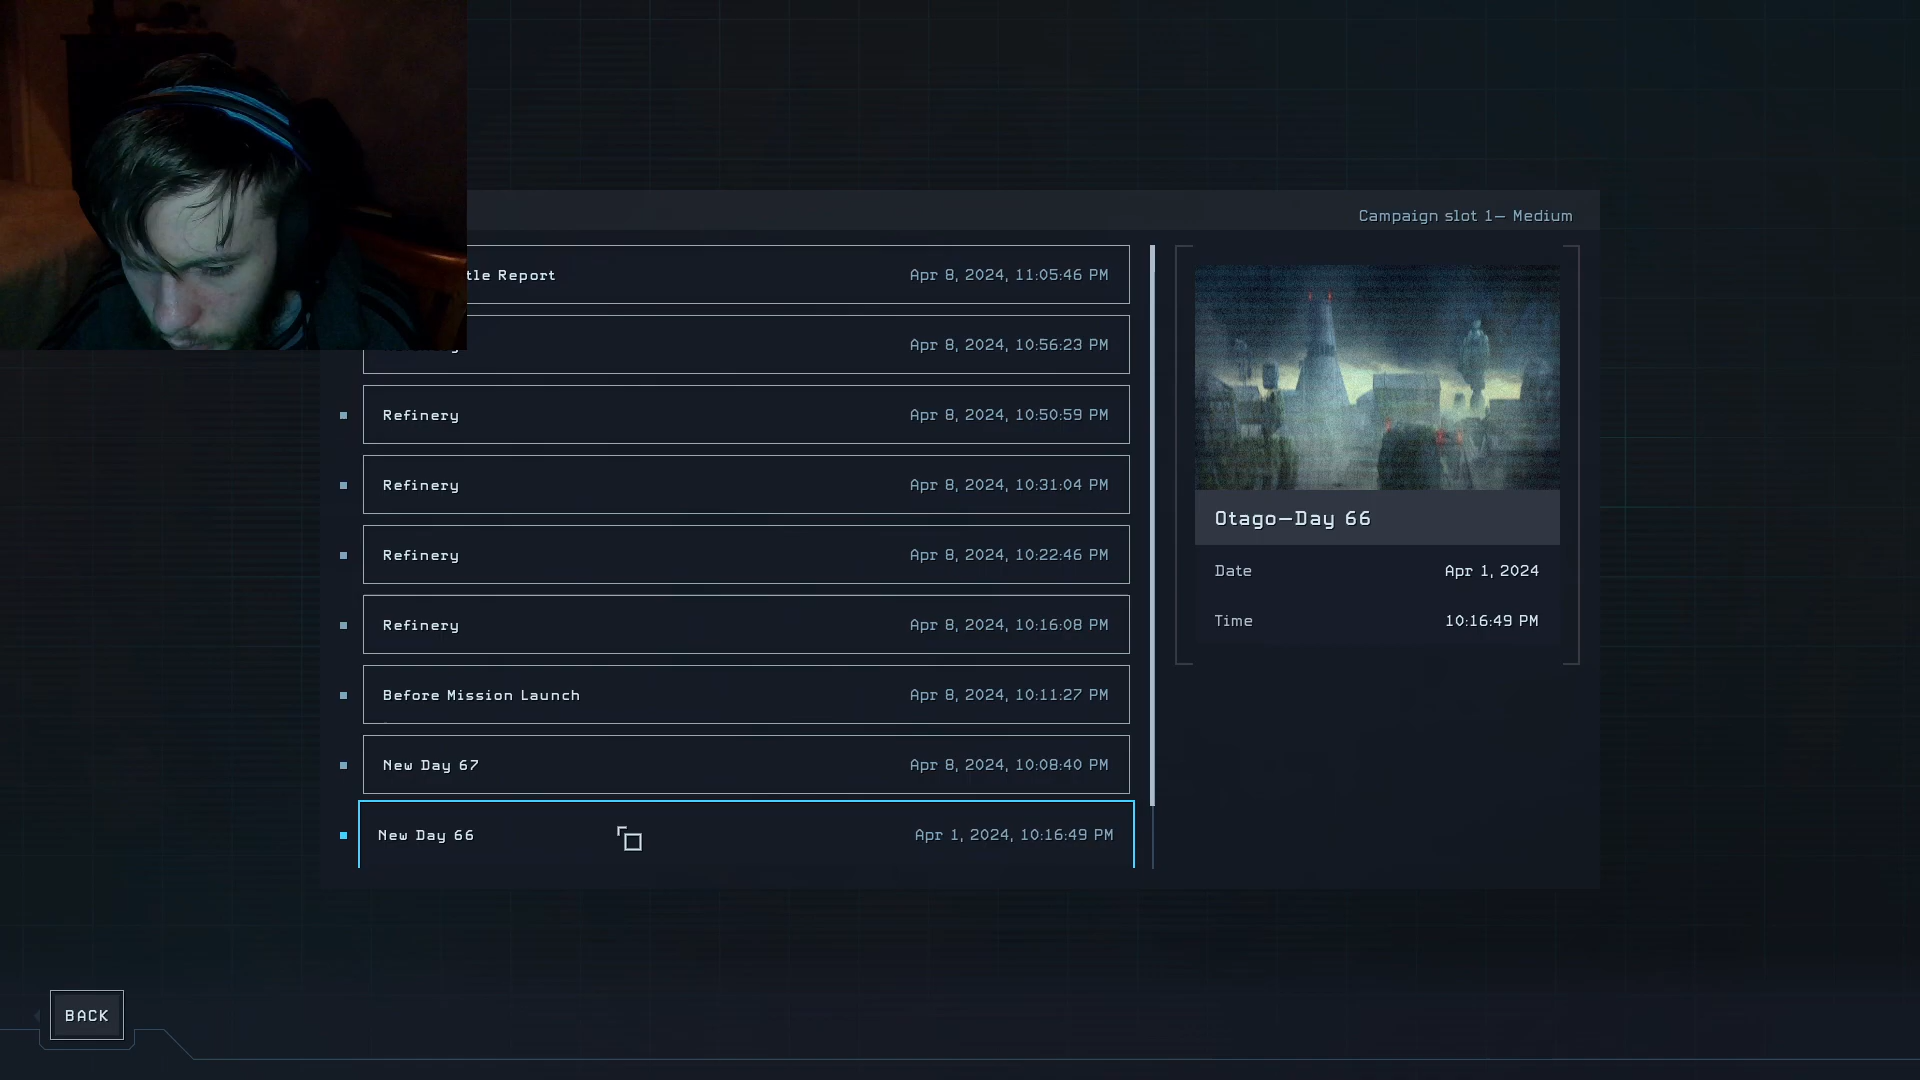 Campaign slot 1— Medium
tle Report Apr 8, 2024, 11:05:46 PM
Apr 8, 2024, 10:56:23 PM
Refinery Apr 8, 2024, 10:50:59 PM
Refinery Apr 8, 2024, 10:31:04 PM
Refinery Apr 8, 2024, 10:22:46 PM
Refinery Apr 8, 2024, 10:16:08 PM
Before Mission Launch Apr 8, 2024, 10:11:27 PM
New Day 67 Apr 8, 2024, 10:08:40 PM
New Day 66 Apr 1, 2024, 10:16:49 PM
Otago—Day 66
Date Apr 1, 2024
Time 10:16:49 PM
BACK